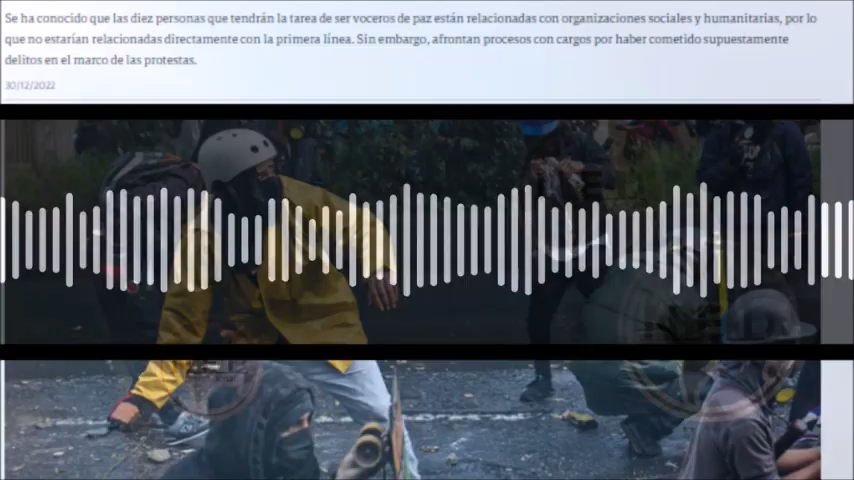 Se ha conocido que las diez personas que tendrán la tarea de ser voceros de paz están relacionadas con organizaciones sociales y humanitarias, por lo
que no estarían relacionadas directamente con la primera línea. Sin embargo, afrontan procesos con cargos por haber cometido supuestamente
delitos en el marco de las protestas.
30/12/2022